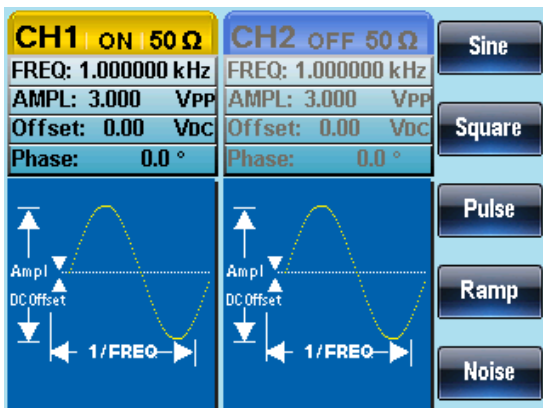 CH1 ON 50 Ω
FREQ: 1.000000 kHz
AMPL: 3.000 VPP
Offset: 0.00 VDC
Phase: 0.0 °
CH2 OFF 50 Ω
FREQ: 1.000000 kHz
AMPL: 3.000 VPP
Offset: 0.00 VDC
Phase: 0.0 °
Ampl
DC Offset
1/FREQ
Ampl
DC Offset
1/FREQ
Sine
Square
Pulse
Ramp
Noise